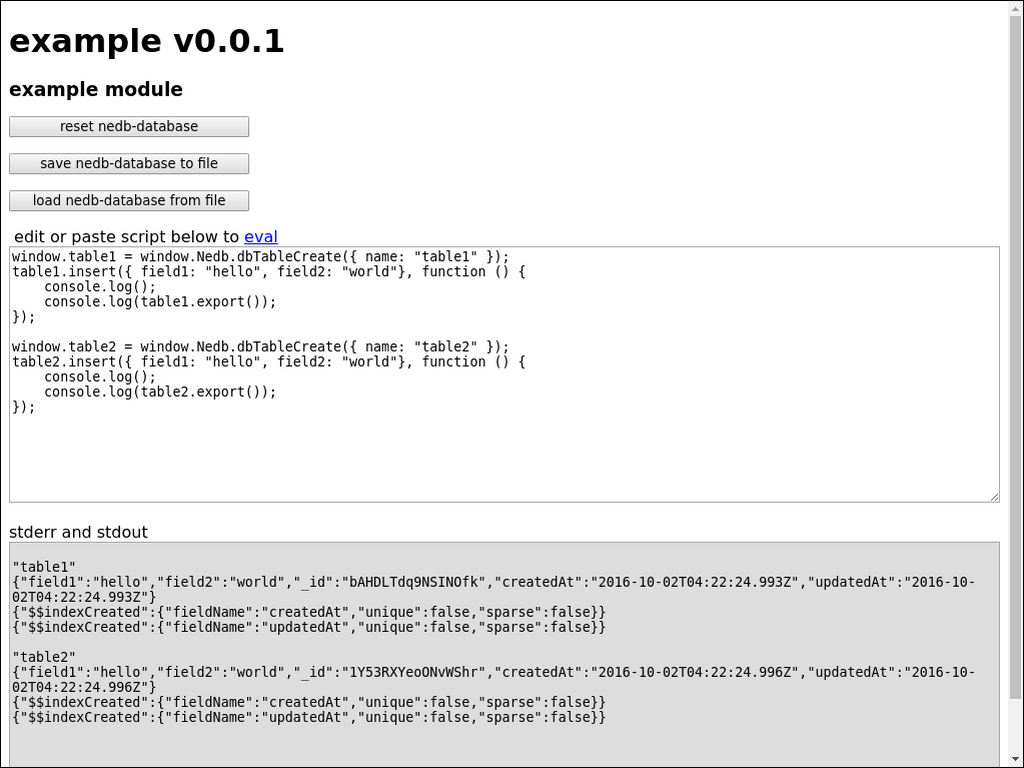 example v0.0.1
example module
reset nedb-database
save nedb-database to file
load nedb-database from file
edit or paste script below to eval
window.table1 = window.Nedb.dbTableCreate({ name: "table1" });
table1.insert({ field1: "hello", field2: "world"}, function () {
    console.log();
    console.log(table1.export());
});

window.table2 = window.Nedb.dbTableCreate({ name: "table2" });
table2.insert({ field1: "hello", field2: "world"}, function () {
    console.log();
    console.log(table2.export());
});
stderr and stdout
"table1"
{"field1":"hello","field2":"world","_id":"bAHDLTdq9NSINOfk","createdAt":"2016-10-02T04:22:24.993Z","updatedAt":"2016-10-
02T04:22:24.993Z"}
{"$$indexCreated":{"fieldName":"createdAt","unique":false,"sparse":false}}
{"$$indexCreated":{"fieldName":"updatedAt","unique":false,"sparse":false}}

"table2"
{"field1":"hello","field2":"world","_id":"1Y53RXYeoONvWShr","createdAt":"2016-10-02T04:22:24.996Z","updatedAt":"2016-10-
02T04:22:24.996Z"}
{"$$indexCreated":{"fieldName":"createdAt","unique":false,"sparse":false}}
{"$$indexCreated":{"fieldName":"updatedAt","unique":false,"sparse":false}}